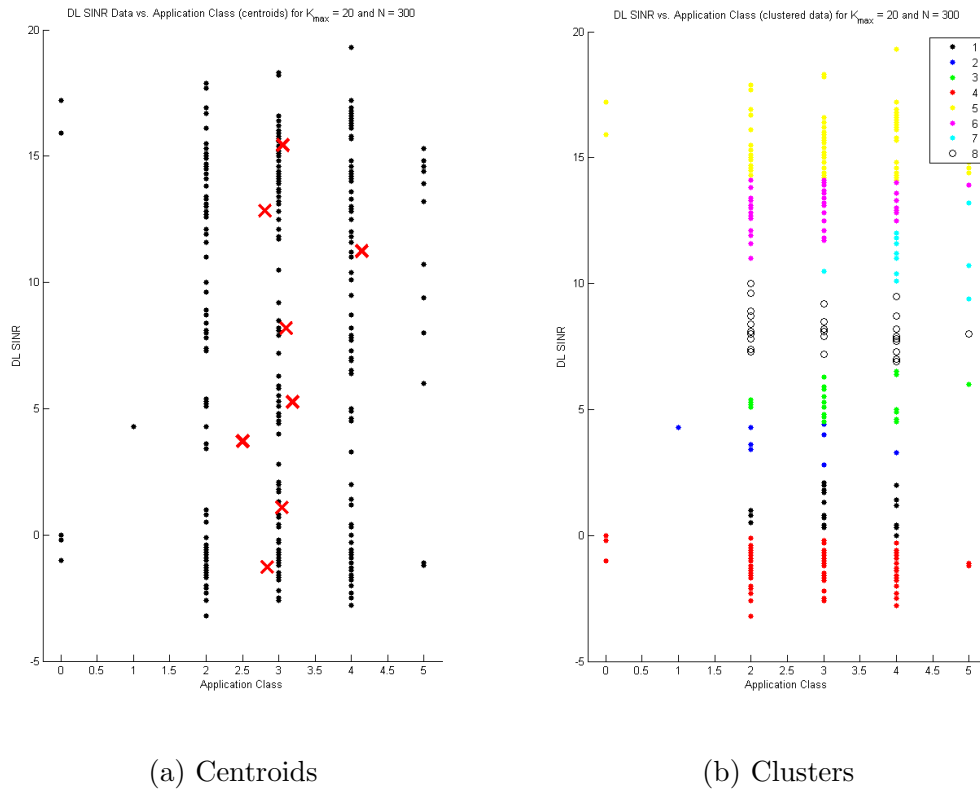 DL SINR Data vs. Application Class (centroids) for Kmax = 20 and N = 300
20
15
10
5
0
-5
DL SINR
0 0.5 1 1.5 2 2.5 3 3.5 4 4.5 5
Application Class
(a) Centroids
DL SINR vs. Application Class (clustered data) for Kmax = 20 and N = 300
20
15
10
5
0
-5
DL SINR
0 0.5 1 1.5 2 2.5 3 3.5 4 4.5 5
Application Class
1
2
3
4
5
6
7
8
(b) Clusters